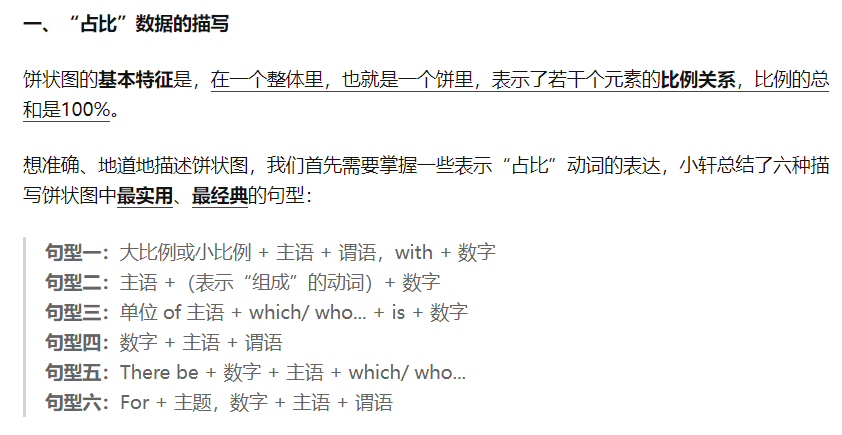 一、“占比”数据的描写
饼状图的基本特征是，在一个整体里，也就是一个饼里，表示了若干个元素的比例关系，比例的总
和是100%。
想准确、地道地描述饼状图，我们首先需要掌握一些表示“占比”动词的表达，小轩总结了六种描
写饼状图中最实用、最经典的句型：
句型一：大比例或小比例 + 主语 + 谓语，with + 数字
句型二：主语 +（表示“组成”的动词）+ 数字
句型三：单位 of 主语 + which/ who... + is + 数字
句型四：数字 + 主语 + 谓语
句型五：There be + 数字 + 主语 + which/ who...
句型六：For + 主题，数字 + 主语 + 谓语